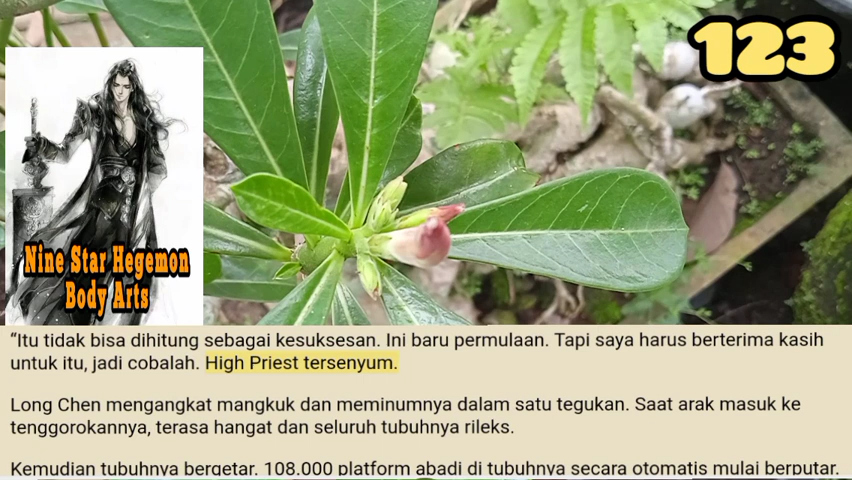 123
Nine Star Hegemon
Body Arts
“Itu tidak bisa dihitung sebagai kesuksesan. Ini baru permulaan. Tapi saya harus berterima kasih
untuk itu, jadi cobalah. High Priest tersenyum.
Long Chen mengangkat mangkuk dan meminumnya dalam satu tegukan. Saat arak masuk ke
tenggorokannya, terasa hangat dan seluruh tubuhnya rileks.
Kemudian tubuhnya bergetar. 108.000 platform abadi di tubuhnya secara otomatis mulai berputar.